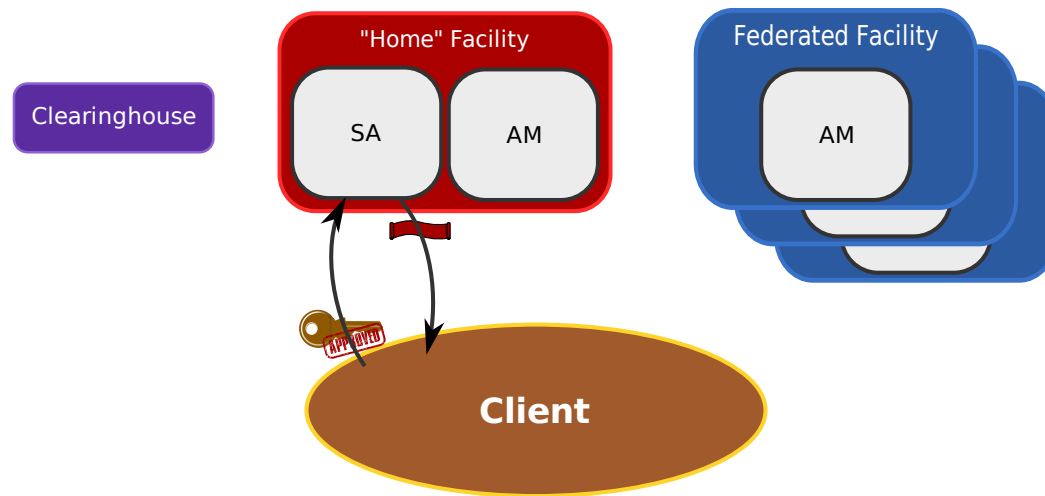 "Home" Facility
Federated Facility
Clearinghouse
SA
AM
AM
APPROVED
Client